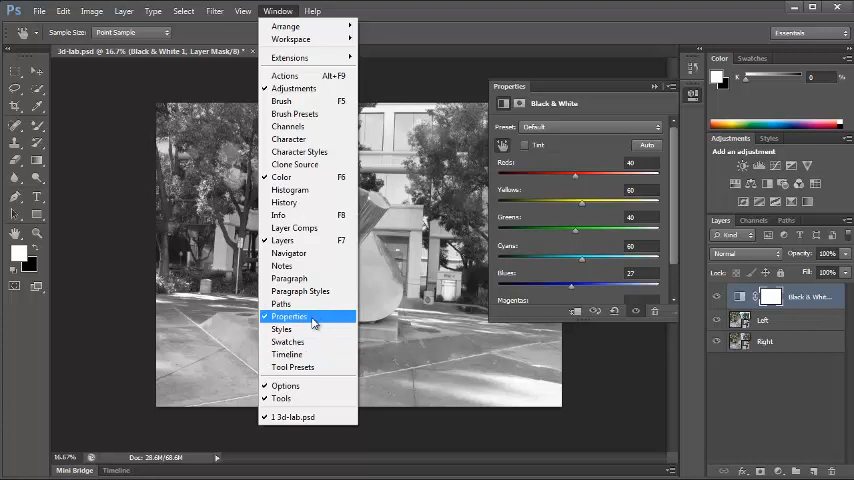 Ps File Edit Image Layer Type Select Filter View Window Help
Sample Size: Point Sample
Essentials
3d-lab.psd @ 16.7% (Black & White 1, Layer Mask/8) *
Arrange
Workspace
Extensions
Actions Alt+F9
Adjustments
Brush F5
Brush Presets
Channels
Character
Character Styles
Clone Source
Color F6
Histogram
History
Info F8
Layer Comps
Layers F7
Navigator
Notes
Paragraph
Paragraph Styles
Paths
Properties
Styles
Swatches
Timeline
Tool Presets
Options
Tools
1 3d-lab.psd
Properties
Black & White
Preset: Default
Tint Auto
Reds: 40
Yellows: 60
Greens: 40
Cyans: 60
Blues: 27
Magentas:
Color Swatches
K 0 %
Adjustments Styles
Add an adjustment
Layers Channels Paths
Kind
Normal Opacity: 100%
Lock: Fill: 100%
Black & White...
Left
Right
16.67% Doc: 28.6M/68.6M
Mini Bridge Timeline